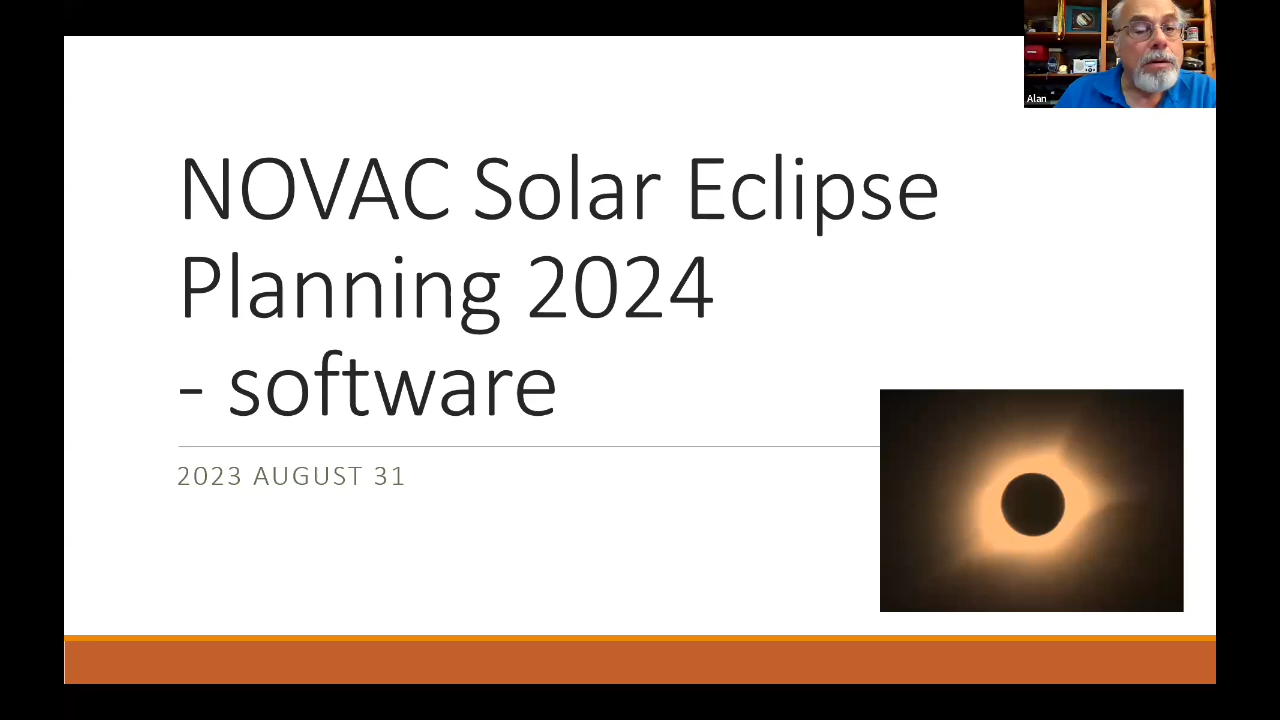 Alan
NOVAC Solar Eclipse
Planning 2024
- software
2023 AUGUST 31